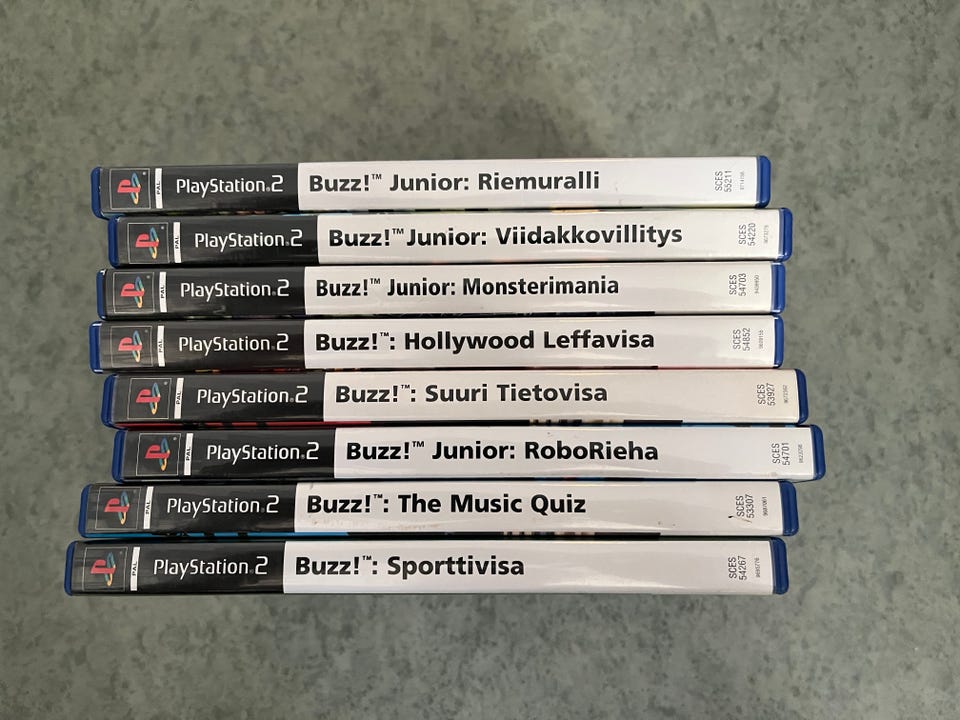 PAL PlayStation 2 Buzz!™ Junior: Riemuralli SCES 55211
PAL PlayStation 2 Buzz!™ Junior: Viidakkovillitys SCES 54220
PAL PlayStation 2 Buzz!™ Junior: Monsterimania SCES 54703
PAL PlayStation 2 Buzz!™: Hollywood Leffavisa SCES 54852
PAL PlayStation 2 Buzz!™: Suuri Tietovisa SCES 53927
PAL PlayStation 2 Buzz!™ Junior: RoboRieha SCES 54701
PAL PlayStation 2 Buzz!™: The Music Quiz SCES 53307
PAL PlayStation 2 Buzz!™: Sporttivisa SCES 54267